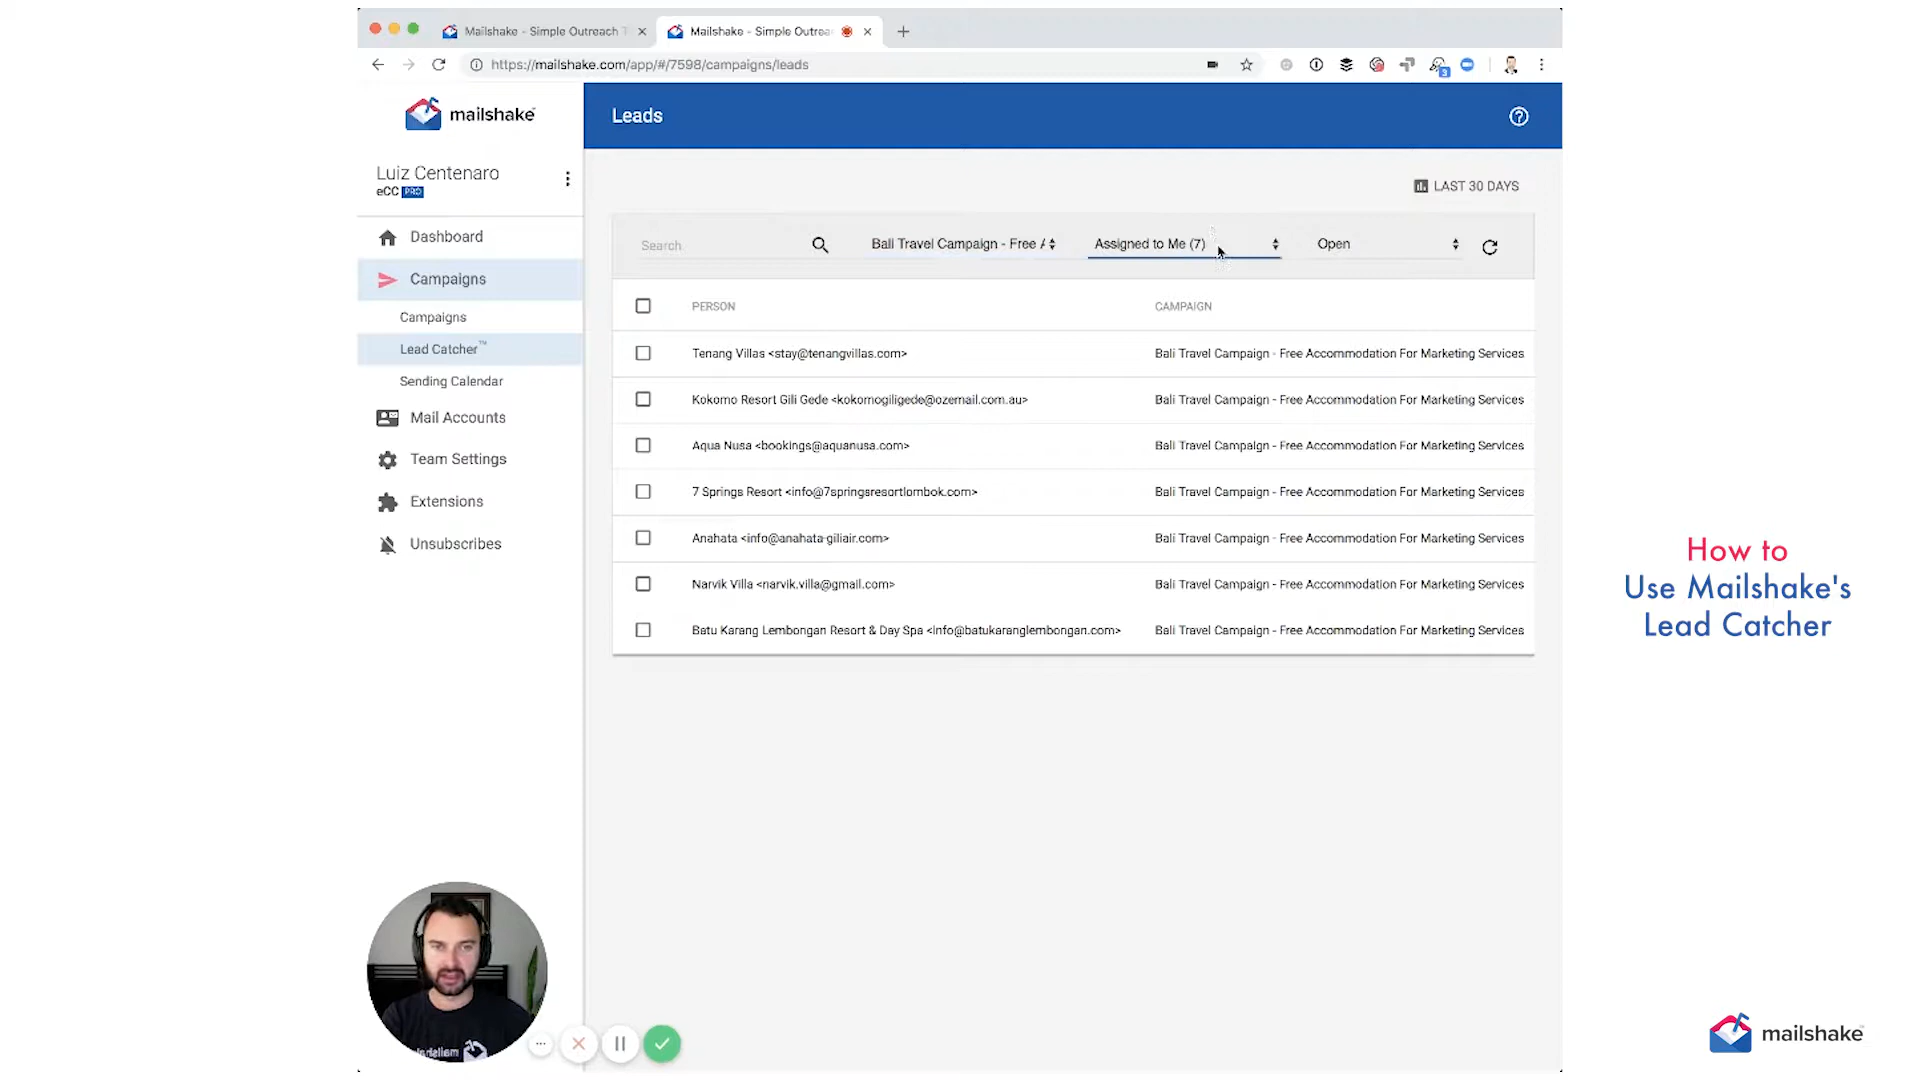 Mailshake - Simple Outreach T
Mailshake - Simple Outrea
https://mailshake.com/app/#/7598/campaigns/leads
3
mailshake
Leads
Luiz Centenaro
eCC PRO
LAST 30 DAYS
Dashboard
Campaigns
Campaigns
Lead Catcher™
Sending Calendar
Mail Accounts
Team Settings
Extensions
Unsubscribes
Search
Bali Travel Campaign - Free A
Assigned to Me (7)
Open
PERSON
CAMPAIGN
Tenang Villas <stay@tenangvillas.com>
Bali Travel Campaign - Free Accommodation For Marketing Services
Kokomo Resort Gili Gede <kokomogiligede@ozemail.com.au>
Bali Travel Campaign - Free Accommodation For Marketing Services
Aqua Nusa <bookings@aquanusa.com>
Bali Travel Campaign - Free Accommodation For Marketing Services
7 Springs Resort <info@7springsresortlombok.com>
Bali Travel Campaign - Free Accommodation For Marketing Services
Anahata <info@anahata-giliair.com>
Bali Travel Campaign - Free Accommodation For Marketing Services
Narvik Villa <narvik.villa@gmail.com>
Bali Travel Campaign - Free Accommodation For Marketing Services
Batu Karang Lembongan Resort & Day Spa <info@batukaranglembongan.com>
Bali Travel Campaign - Free Accommodation For Marketing Services
How to
Use Mailshake's
Lead Catcher
mailshake